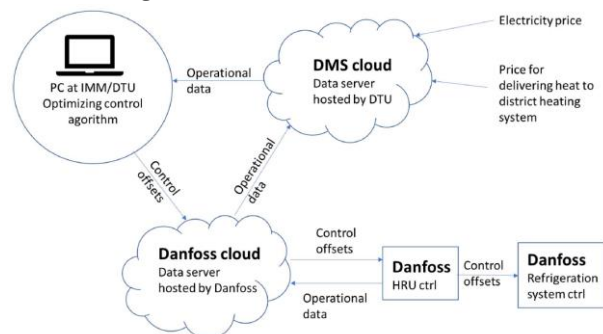 PC at IMM/DTU
Optimizing control
agorithm
Operational
data
DMS cloud
Data server
hosted by DTU
Electricity price
Price for
delivering heat to
district heating
system
Control
offsets
Operational
data
Danfoss cloud
Data server
hosted by Danfoss
Control
offsets
Operational
data
Danfoss
HRU ctrl
Control
offsets
Danfoss
Refrigeration
system ctrl